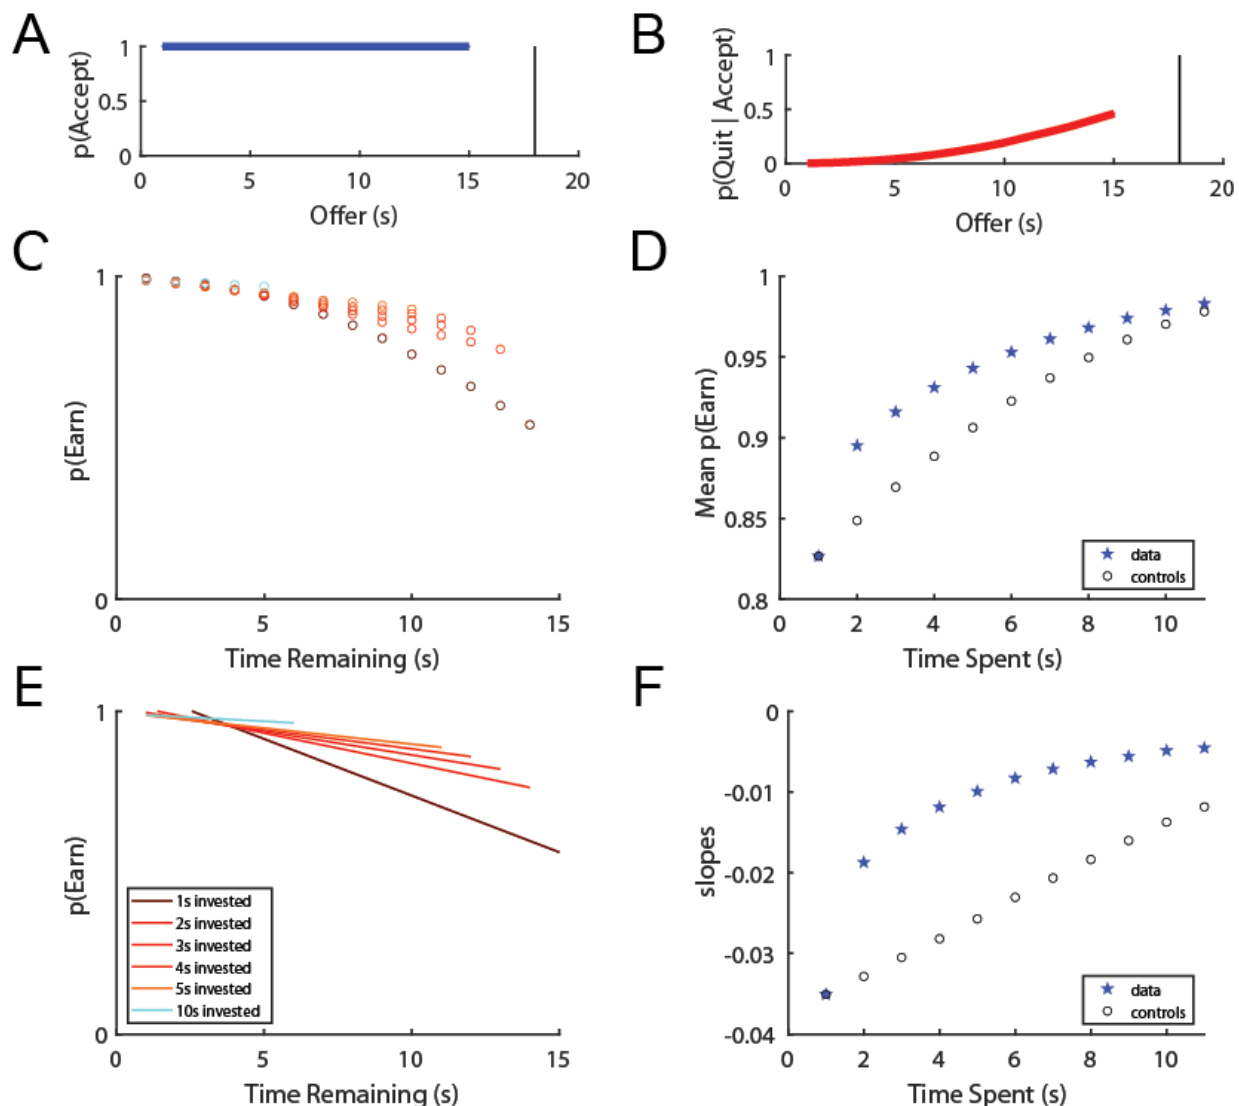 A
p(Accept)
1
0.5
0
0 5 10 15 20
Offer (s)
B
p(Quit | Accept)
1
0.5
0
0 5 10 15 20
Offer (s)
C
p(Earn)
1
0
0 5 10 15
Time Remaining (s)
D
Mean p(Earn)
1
0.95
0.9
0.85
0.8
0 2 4 6 8 10
Time Spent (s)
data
controls
E
p(Earn)
1
0
0 5 10 15
Time Remaining (s)
1s invested
2s invested
3s invested
4s invested
5s invested
10s invested
F
slopes
0
-0.01
-0.02
-0.03
-0.04
0 2 4 6 8 10
Time Spent (s)
data
controls